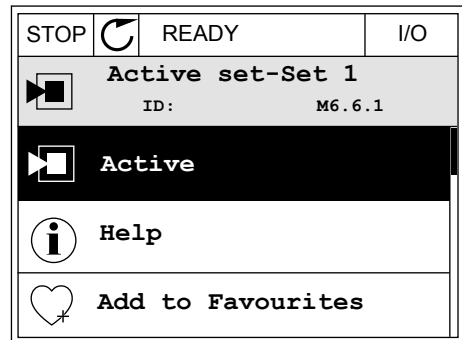 STOP READY I/O
Active set-Set 1
ID: M6.6.1
Active
Help
Add to Favourites